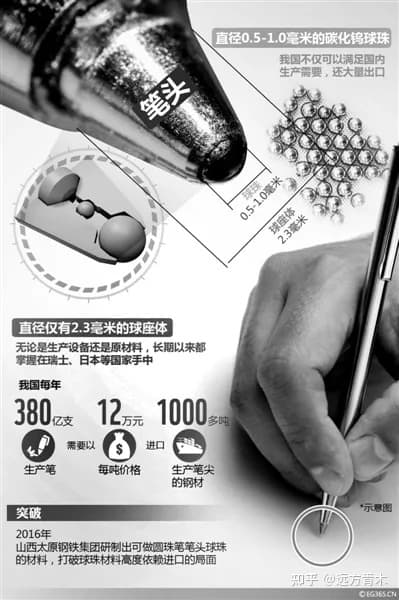 直径0.5-1.0毫米的碳化钨球珠
我国不仅可以满足国内
生产需要，还大量出口
笔头
球珠
0.5-1.0毫米
球座体
2.3毫米
直径仅有2.3毫米的球座体
无论是生产设备还是原材料，长期以来都
掌握在瑞士、日本等国家手中
我国每年
380亿支 12万元 1000多吨
需要以 进口
生产笔 每吨价格 生产笔尖
的钢材
突破
*示意图
2016年
山西太原钢铁集团研制出可做圆珠笔笔头球珠
的材料，打破球珠材料高度依赖进口的局面
知乎 @远方青木
©EG365.CN